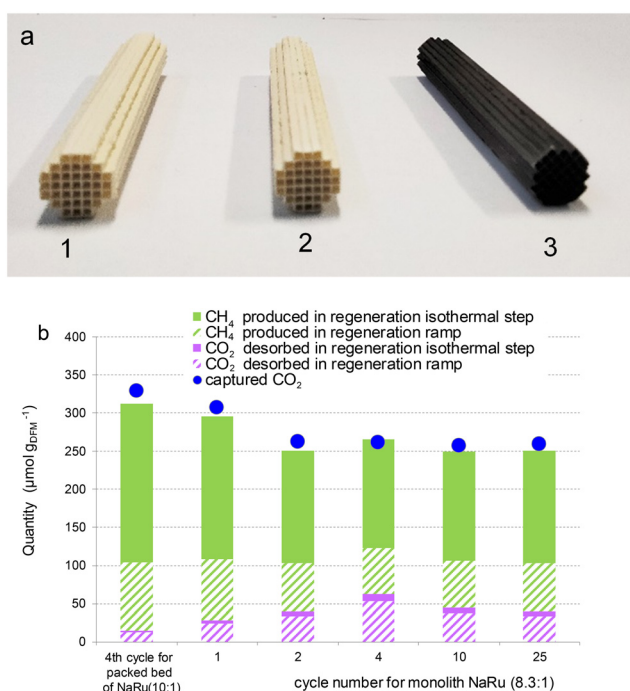 a
1
2
3
b
CH4 produced in regeneration isothermal step
CH4 produced in regeneration ramp
CO2 desorbed in regeneration isothermal step
CO2 desorbed in regeneration ramp
captured CO2
Quantity (µmol gDFM -1)
400
350
300
250
200
150
100
50
0
4th cycle for
packed bed
of NaRu(10:1)
1
2
4
10
25
cycle number for monolith NaRu (8.3:1)